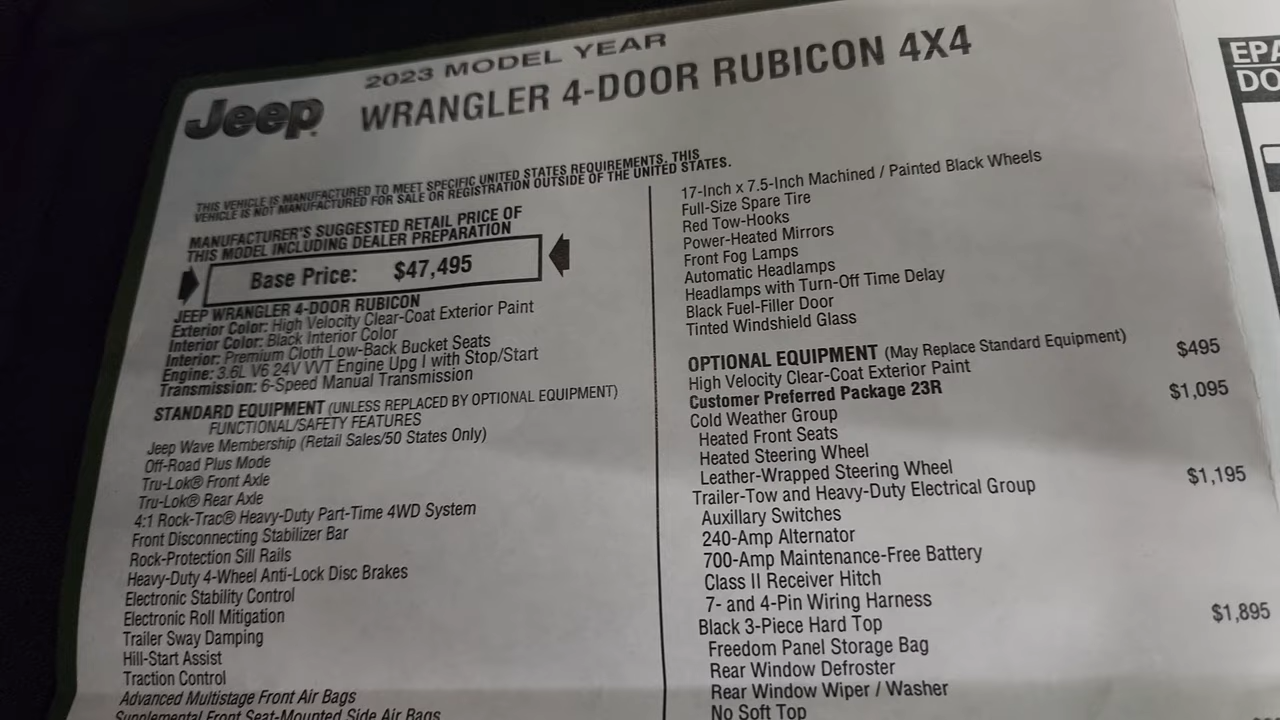 2023 MODEL YEAR
Jeep
WRANGLER 4-DOOR RUBICON 4X4
THIS VEHICLE IS MANUFACTURED TO MEET SPECIFIC UNITED STATES REQUIREMENTS. THIS
VEHICLE IS NOT MANUFACTURED FOR SALE OR REGISTRATION OUTSIDE OF THE UNITED STATES.
MANUFACTURER'S SUGGESTED RETAIL PRICE OF
THIS MODEL INCLUDING DEALER PREPARATION
Base Price: $47,495
JEEP WRANGLER 4-DOOR RUBICON
Exterior Color: High Velocity Clear-Coat Exterior Paint
Interior Color: Black Interior Color
Interior: Premium Cloth Low-Back Bucket Seats
Engine: 3.6L V6 24V VVT Engine Upg I with Stop/Start
Transmission: 6-Speed Manual Transmission
STANDARD EQUIPMENT (UNLESS REPLACED BY OPTIONAL EQUIPMENT)
FUNCTIONAL/SAFETY FEATURES
Jeep Wave Membership (Retail Sales/50 States Only)
Off-Road Plus Mode
Tru-Lok® Front Axle
Tru-Lok® Rear Axle
4:1 Rock-Trac® Heavy-Duty Part-Time 4WD System
Front Disconnecting Stabilizer Bar
Rock-Protection Sill Rails
Heavy-Duty 4-Wheel Anti-Lock Disc Brakes
Electronic Stability Control
Electronic Roll Mitigation
Trailer Sway Damping
Hill-Start Assist
Traction Control
Advanced Multistage Front Air Bags
Supplemental Front Seat-Mounted Side Air Bags
17-Inch x 7.5-Inch Machined / Painted Black Wheels
Full-Size Spare Tire
Red Tow-Hooks
Power-Heated Mirrors
Front Fog Lamps
Automatic Headlamps
Headlamps with Turn-Off Time Delay
Black Fuel-Filler Door
Tinted Windshield Glass
OPTIONAL EQUIPMENT (May Replace Standard Equipment)
High Velocity Clear-Coat Exterior Paint $495
Customer Preferred Package 23R
Cold Weather Group $1,095
Heated Front Seats
Heated Steering Wheel
Leather-Wrapped Steering Wheel
Trailer-Tow and Heavy-Duty Electrical Group $1,195
Auxillary Switches
240-Amp Alternator
700-Amp Maintenance-Free Battery
Class II Receiver Hitch
7- and 4-Pin Wiring Harness
Black 3-Piece Hard Top $1,895
Freedom Panel Storage Bag
Rear Window Defroster
Rear Window Wiper / Washer
No Soft Top
EPA
DO